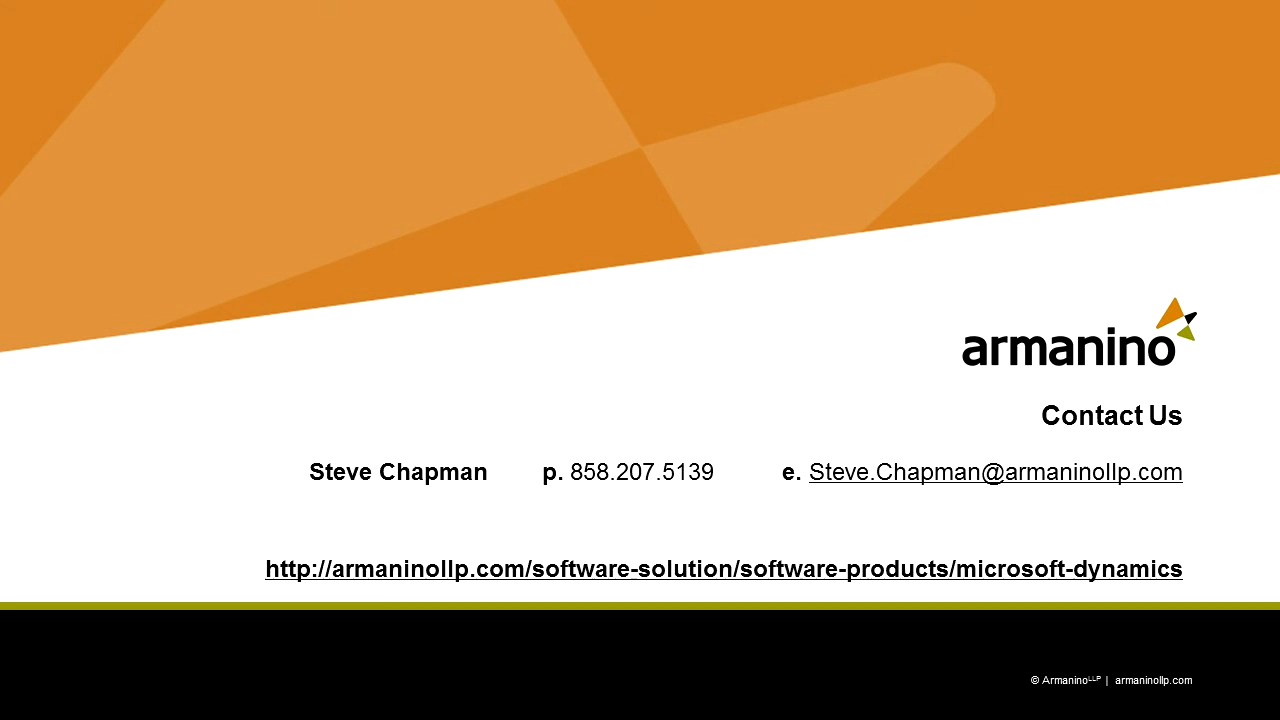 armanino
Contact Us
Steve Chapman p. 858.207.5139 e. Steve.Chapman@armaninollp.com
http://armaninollp.com/software-solution/software-products/microsoft-dynamics
© Armanino LLP | armaninollp.com